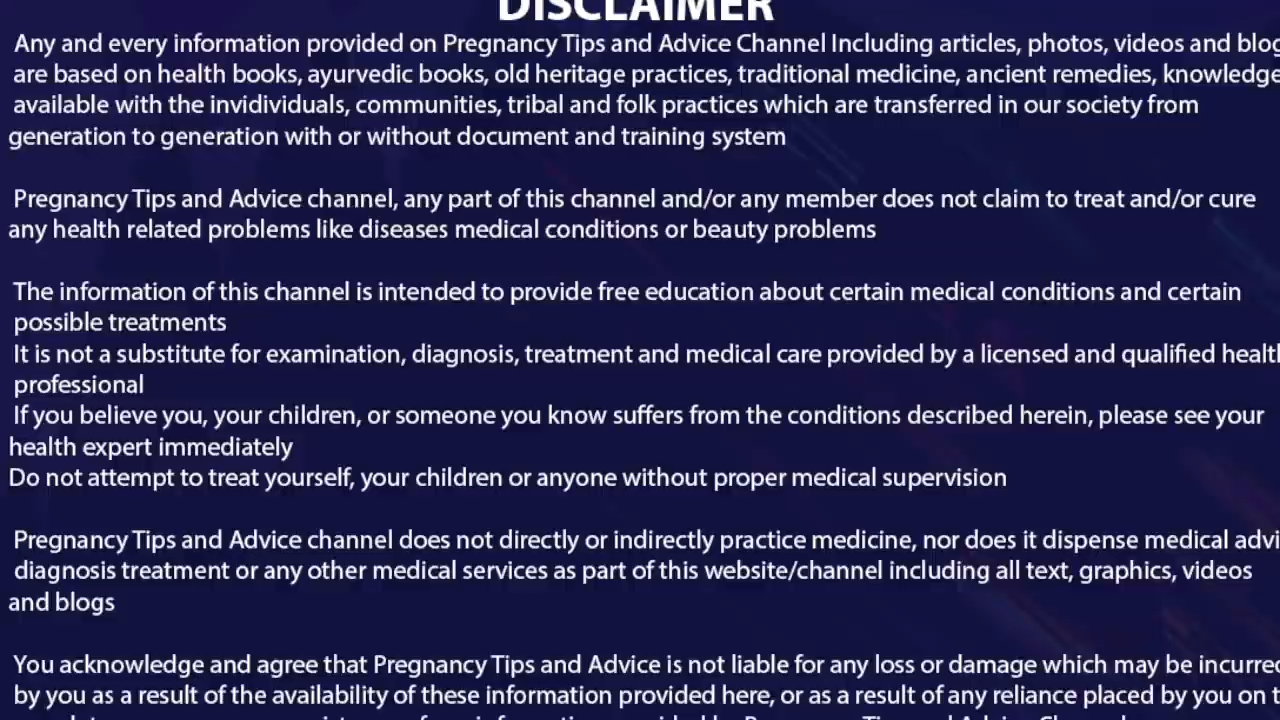 DISCLAIMER
Any and every information provided on Pregnancy Tips and Advice Channel Including articles, photos, videos and blog
are based on health books, ayurvedic books, old heritage practices, traditional medicine, ancient remedies, knowledge
available with the invidividuals, communities, tribal and folk practices which are transferred in our society from
generation to generation with or without document and training system
Pregnancy Tips and Advice channel, any part of this channel and/or any member does not claim to treat and/or cure
any health related problems like diseases medical conditions or beauty problems
The information of this channel is intended to provide free education about certain medical conditions and certain
possible treatments
It is not a substitute for examination, diagnosis, treatment and medical care provided by a licensed and qualified health
professional
If you believe you, your children, or someone you know suffers from the conditions described herein, please see your
health expert immediately
Do not attempt to treat yourself, your children or anyone without proper medical supervision
Pregnancy Tips and Advice channel does not directly or indirectly practice medicine, nor does it dispense medical advi
diagnosis treatment or any other medical services as part of this website/channel including all text, graphics, videos
and blogs
You acknowledge and agree that Pregnancy Tips and Advice is not liable for any loss or damage which may be incurred
by you as a result of the availability of these information provided here, or as a result of any reliance placed by you on t